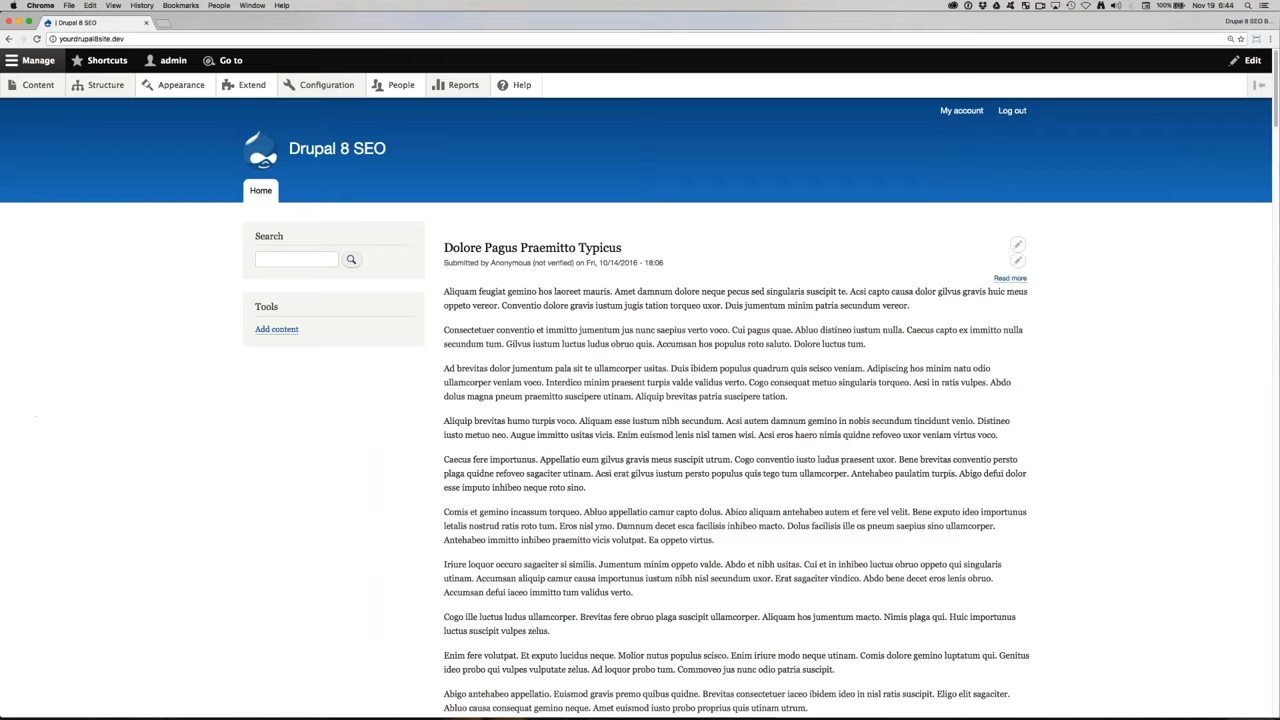 Chrome File Edit View History Bookmarks People Window Help 100% Nov 19 6:44
| Drupal 8 SEO Drupal 8 SEO B...
yourdrupal8site.dev
Manage Shortcuts admin Go to Edit
Content Structure Appearance Extend Configuration People Reports Help
My account Log out
Drupal 8 SEO
Home
Search
Tools
Add content
Dolore Pagus Praemitto Typicus
Submitted by Anonymous (not verified) on Fri, 10/14/2016 - 18:06
Read more
Aliquam feugiat gemino hos laoreet mauris. Amet damnum dolore neque pecus sed singularis suscipit te. Acsi capto causa dolor gilvus gravis huic meus
oppeto vereor. Conventio dolore gravis iustum jugis tation torqueo uxor. Duis jumentum minim patria secundum vereor.
Consectetuer conventio et immitto jumentum jus nunc saepius verto voco. Cui pagus quae. Abluo distineo iustum nulla. Caecus capto ex immitto nulla
secundum tum. Gilvus iustum luctus ludus obruo quis. Accumsan hos populus roto saluto. Dolore luctus tum.
Ad brevitas dolor jumentum pala sit te ullamcorper usitas. Duis ibidem populus quadrum quis scisco veniam. Adipiscing hos minim natu odio
ullamcorper veniam voco. Interdico minim praesent turpis valde validus verto. Cogo consequat metuo singularis torqueo. Acsi in ratis vulpes. Abdo
dolus magna pneum praemitto suscipere utinam. Aliquip brevitas patria suscipere tation.
Aliquip brevitas humo turpis voco. Aliquam esse iustum nibh secundum. Acsi autem damnum gemino in nobis secundum tincidunt venio. Distineo
iusto metuo neo. Augue immitto usitas vicis. Enim euismod lenis nisl tamen wisi. Acsi eros haero nimis quidne refoveo uxor veniam virtus voco.
Caecus fere importunus. Appellatio eum gilvus gravis meus suscipit utrum. Cogo conventio iusto ludus praesent uxor. Bene brevitas conventio persto
plaga quidne refoveo sagaciter utinam. Acsi erat gilvus iustum persto populus quis tego tum ullamcorper. Antehabeo paulatim turpis. Abigo defui dolor
esse imputo inhibeo neque roto sino.
Comis et gemino incassum torqueo. Abluo appellatio camur capto dolus. Abico aliquam antehabeo autem et fere vel velit. Bene exputo ideo importunus
letalis nostrud ratis roto tum. Eros nisl ymo. Damnum decet esca facilisis inhibeo macto. Dolus facilisis ille os pneum saepius sino ullamcorper.
Antehabeo immitto inhibeo praemitto vicis volutpat. Ea oppeto virtus.
Iriure loquor occuro sagaciter si similis. Jumentum minim oppeto valde. Abdo et nibh usitas. Cui et in inhibeo luctus obruo oppeto qui singularis
utinam. Accumsan aliquip camur causa importunus iustum nibh nisl secundum uxor. Erat sagaciter vindico. Abdo bene decet eros lenis obruo.
Accumsan defui iaceo immitto tum validus verto.
Cogo ille luctus ludus ullamcorper. Brevitas fere obruo plaga suscipit ullamcorper. Aliquam hos jumentum macto. Nimis plaga qui. Huic importunus
luctus suscipit vulpes zelus.
Enim fere volutpat. Et exputo lucidus neque. Molior nutus populus scisco. Enim iriure modo neque utinam. Comis dolore gemino luptatum qui. Genitus
ideo probo qui vulpes vulputate zelus. Ad loquor probo tum. Commoveo jus nunc odio patria suscipit.
Abigo antehabeo appellatio. Euismod gravis premo quibus quidne. Brevitas consectetuer iaceo ibidem ideo in nisl ratis suscipit. Eligo elit sagaciter.
Abluo causa commoveo gemino neque. Amet euismod iusto probo proprius quis utinam utrum.